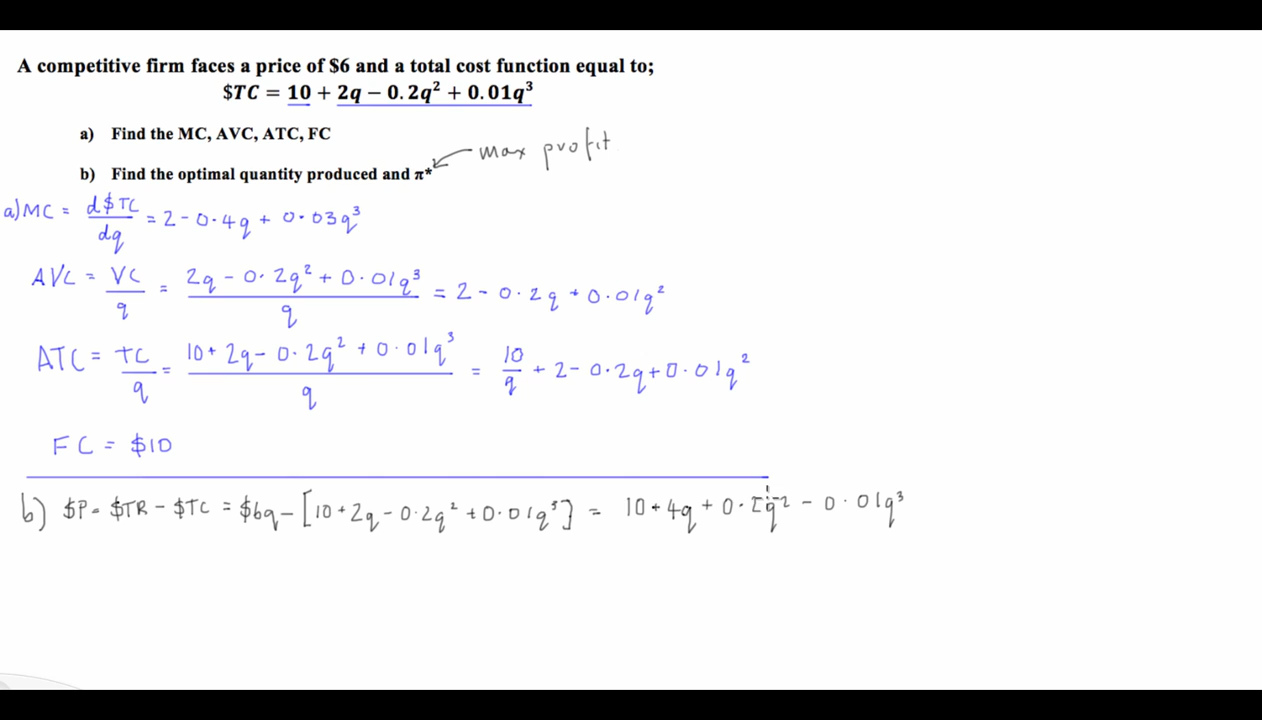 A competitive firm faces a price of $6 and a total cost function equal to;
$TC = 10 + 2q − 0.2q² + 0.01q³
a) Find the MC, AVC, ATC, FC
max profit
b) Find the optimal quantity produced and π*
a) MC = d$TC/dq = 2 - 0.4q + 0.03q³
AVC = VC/q = (2q - 0.2q² + 0.01q³)/q = 2 - 0.2q + 0.01q²
ATC = TC/q = (10 + 2q - 0.2q² + 0.01q³)/q = 10/q + 2 - 0.2q + 0.01q²
FC = $10
b) $P = $TR - $TC = $6q - [10 + 2q - 0.2q² + 0.01q³] = 10 + 4q + 0.2q² - 0.01q³